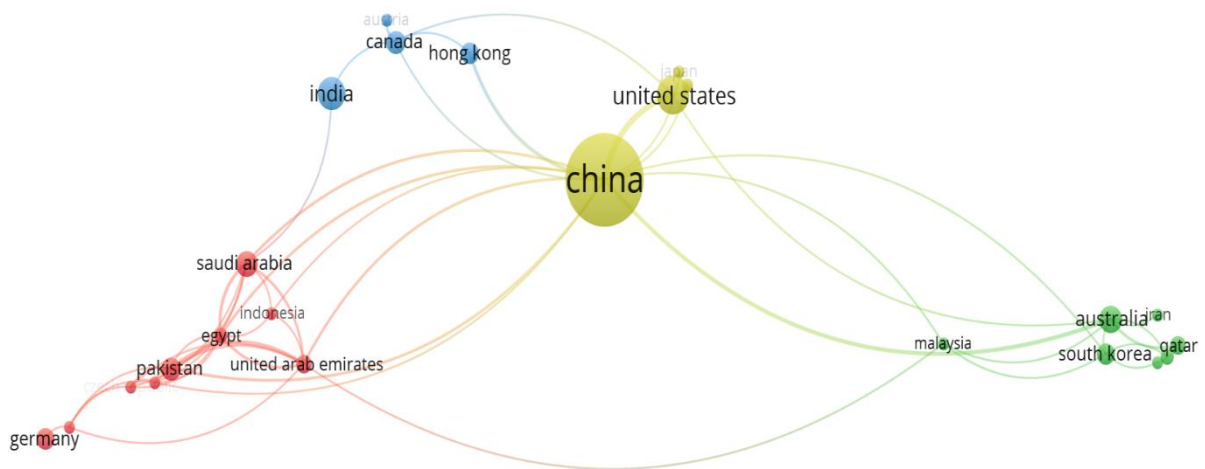 austria
canada
hong kong
india
japan
united states
china
saudi arabia
indonesia
egypt
pakistan
united arab emirates
germany
australia
iran
malaysia
south korea
qatar